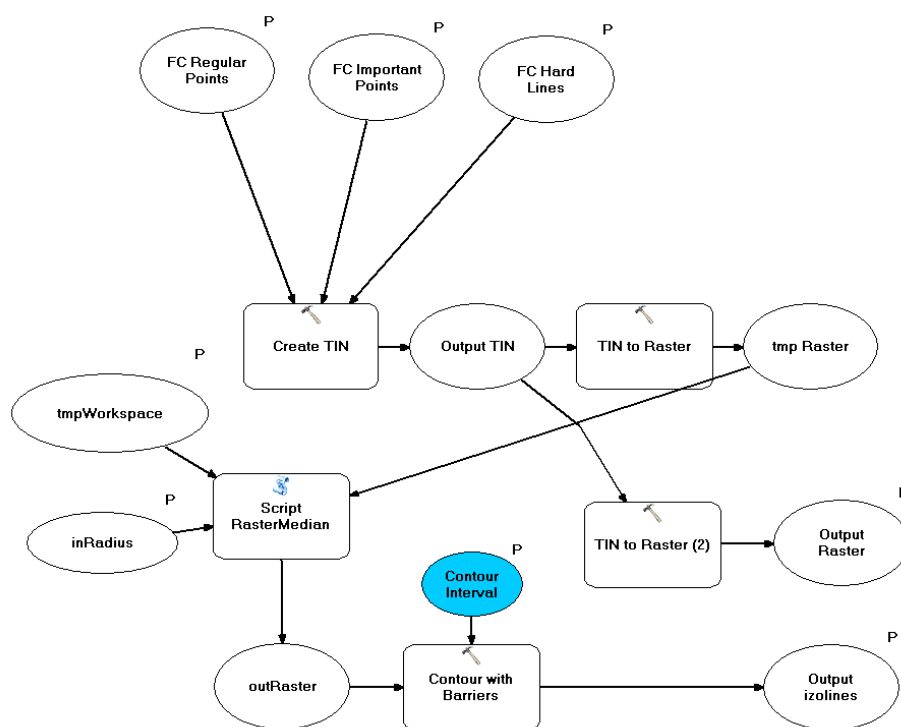 P
P
P
FC Regular
Points
FC Important
Points
FC Hard
Lines
Create TIN
Output TIN
TIN to Raster
tmp Raster
P
tmpWorkspace
P
inRadius
Script
RasterMedian
TIN to Raster (2)
P
Output
Raster
P
Contour
Interval
outRaster
Contour with
Barriers
P
Output
izolines